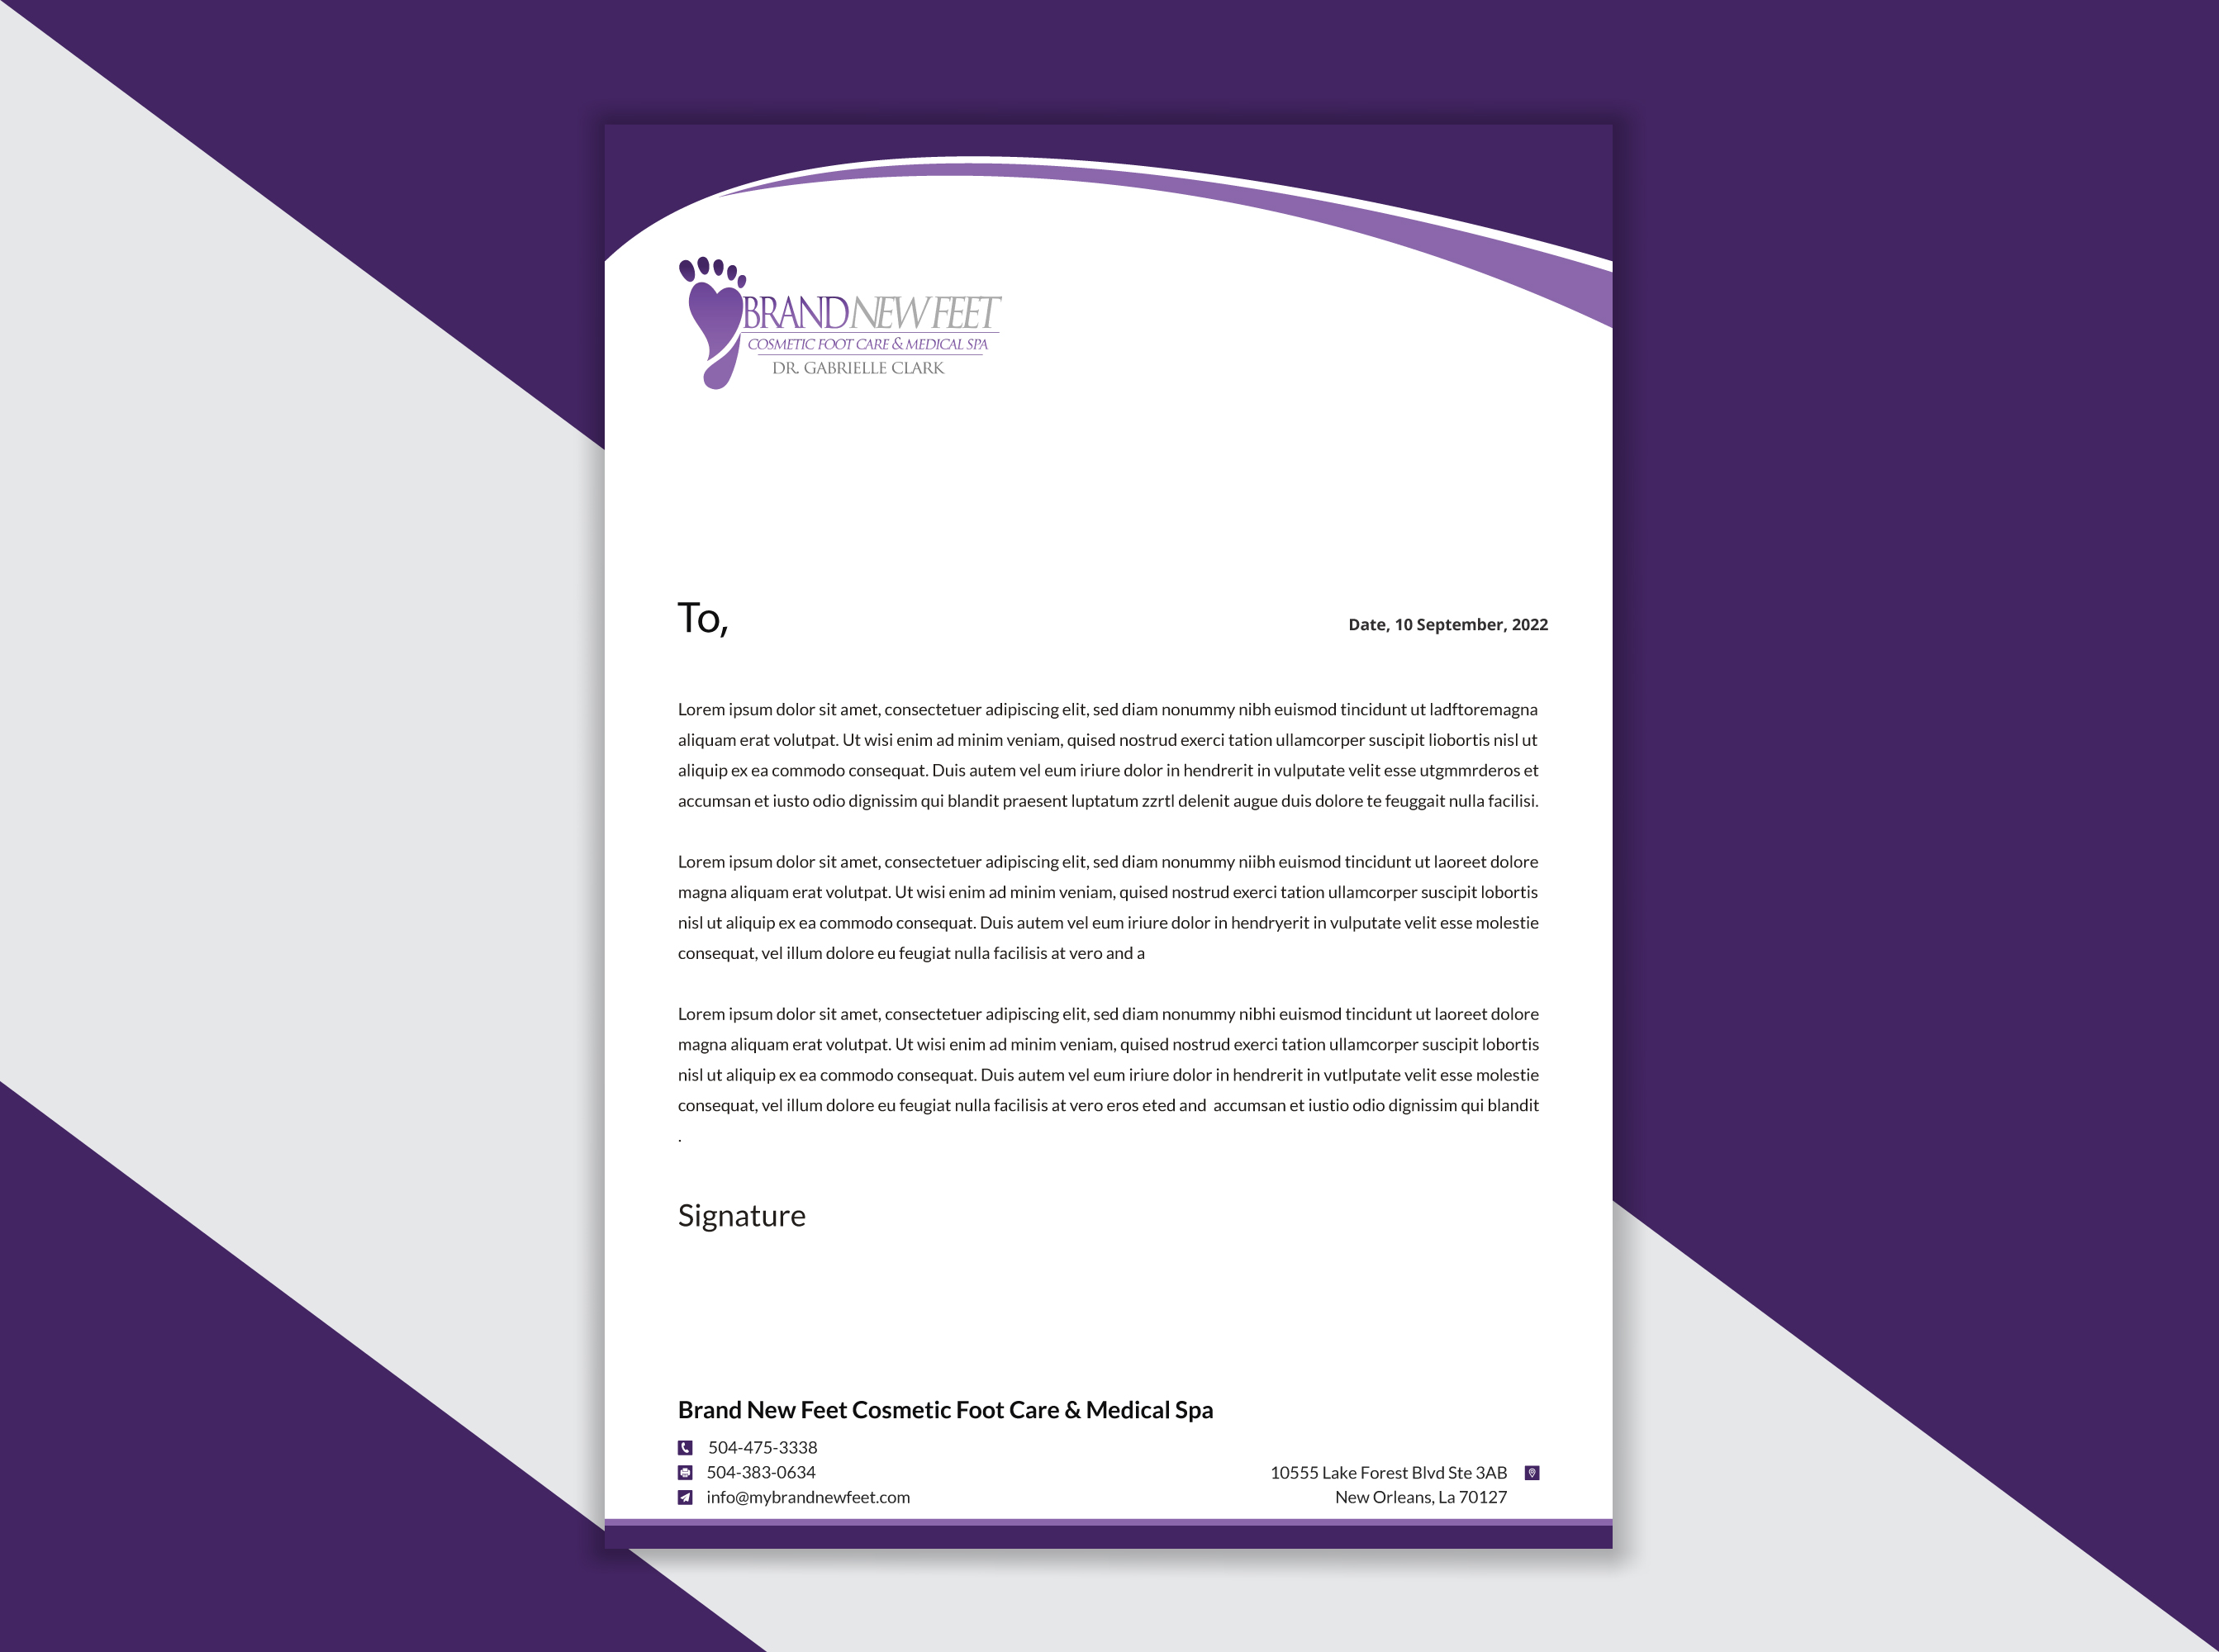 BRAND NEW FEET
COSMETIC FOOT CARE & MEDICAL SPA
DR. GABRIELLE CLARK
To,
Date, 10 September, 2022
Lorem ipsum dolor sit amet, consectetuer adipiscing elit, sed diam nonummy nibh euismod tincidunt ut ladftoremagna
aliquam erat volutpat. Ut wisi enim ad minim veniam, quised nostrud exerci tation ullamcorper suscipit liobortis nisl ut
aliquip ex ea commodo consequat. Duis autem vel eum iriure dolor in hendrerit in vulputate velit esse utgmmrderos et
accumsan et iusto odio dignissim qui blandit praesent luptatum zzrtl delenit augue duis dolore te feuggait nulla facilisi.
Lorem ipsum dolor sit amet, consectetuer adipiscing elit, sed diam nonummy niibh euismod tincidunt ut laoreet dolore
magna aliquam erat volutpat. Ut wisi enim ad minim veniam, quised nostrud exerci tation ullamcorper suscipit lobortis
nisl ut aliquip ex ea commodo consequat. Duis autem vel eum iriure dolor in hendryerit in vulputate velit esse molestie
consequat, vel illum dolore eu feugiat nulla facilisis at vero and a
Lorem ipsum dolor sit amet, consectetuer adipiscing elit, sed diam nonummy nibhi euismod tincidunt ut laoreet dolore
magna aliquam erat volutpat. Ut wisi enim ad minim veniam, quised nostrud exerci tation ullamcorper suscipit lobortis
nisl ut aliquip ex ea commodo consequat. Duis autem vel eum iriure dolor in hendrerit in vutlputate velit esse molestie
consequat, vel illum dolore eu feugiat nulla facilisis at vero eros eted and accumsan et iustio odio dignissim qui blandit
.
Signature
Brand New Feet Cosmetic Foot Care & Medical Spa
504-475-3338
504-383-0634
info@mybrandnewfeet.com
10555 Lake Forest Blvd Ste 3AB
New Orleans, La 70127